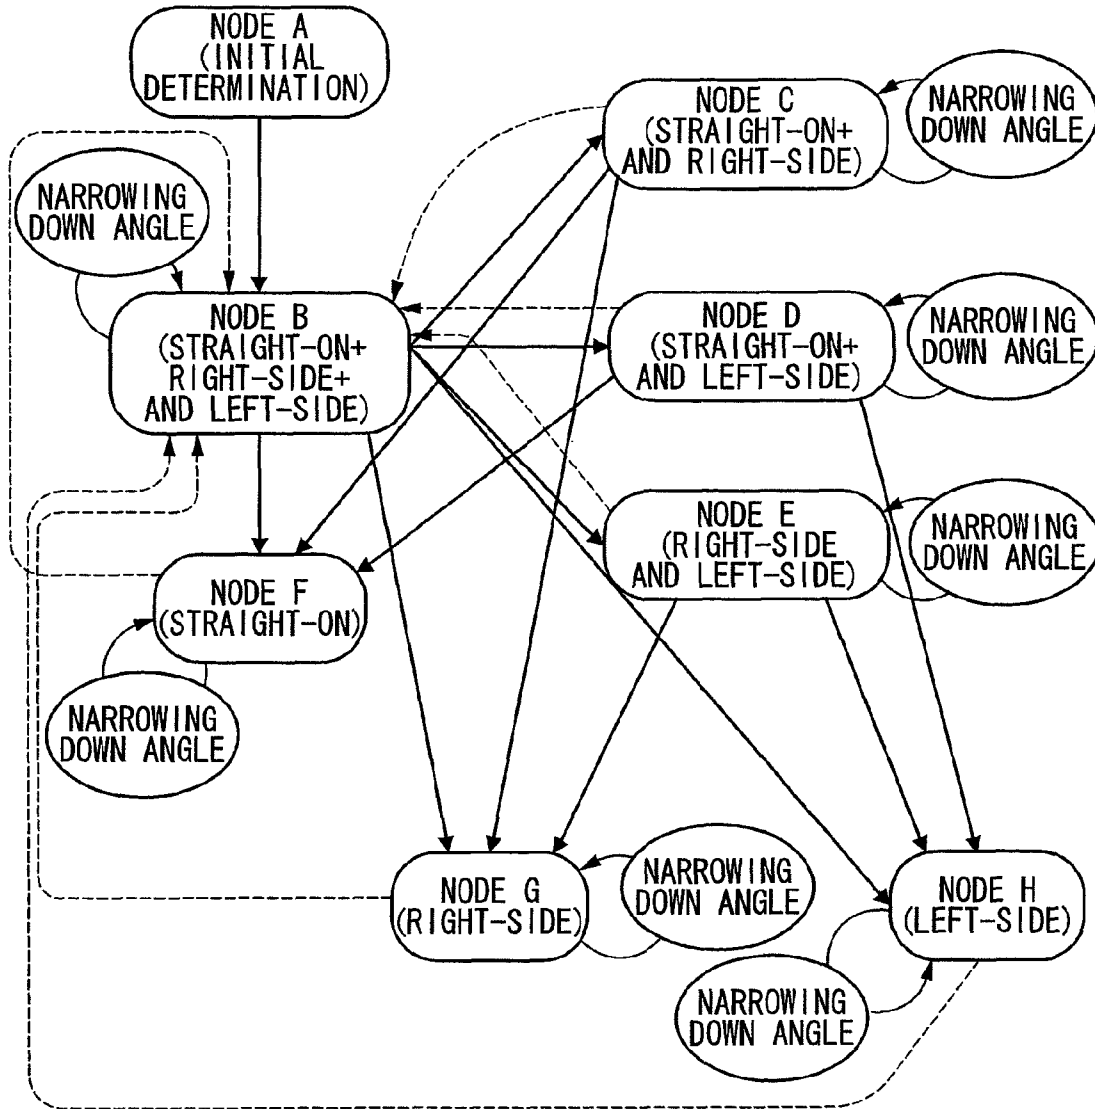 NODE A
(INITIAL
DETERMINATION)
NARROWING
DOWN ANGLE
NODE B
(STRAIGHT-ON+
RIGHT-SIDE+
AND LEFT-SIDE)
NODE C
(STRAIGHT-ON+
AND RIGHT-SIDE)
NARROWING
DOWN ANGLE
NODE D
(STRAIGHT-ON+
AND LEFT-SIDE)
NARROWING
DOWN ANGLE
NODE E
(RIGHT-SIDE
AND LEFT-SIDE)
NARROWING
DOWN ANGLE
NODE F
(STRAIGHT-ON)
NARROWING
DOWN ANGLE
NODE G
(RIGHT-SIDE)
NARROWING
DOWN ANGLE
NODE H
(LEFT-SIDE)
NARROWING
DOWN ANGLE